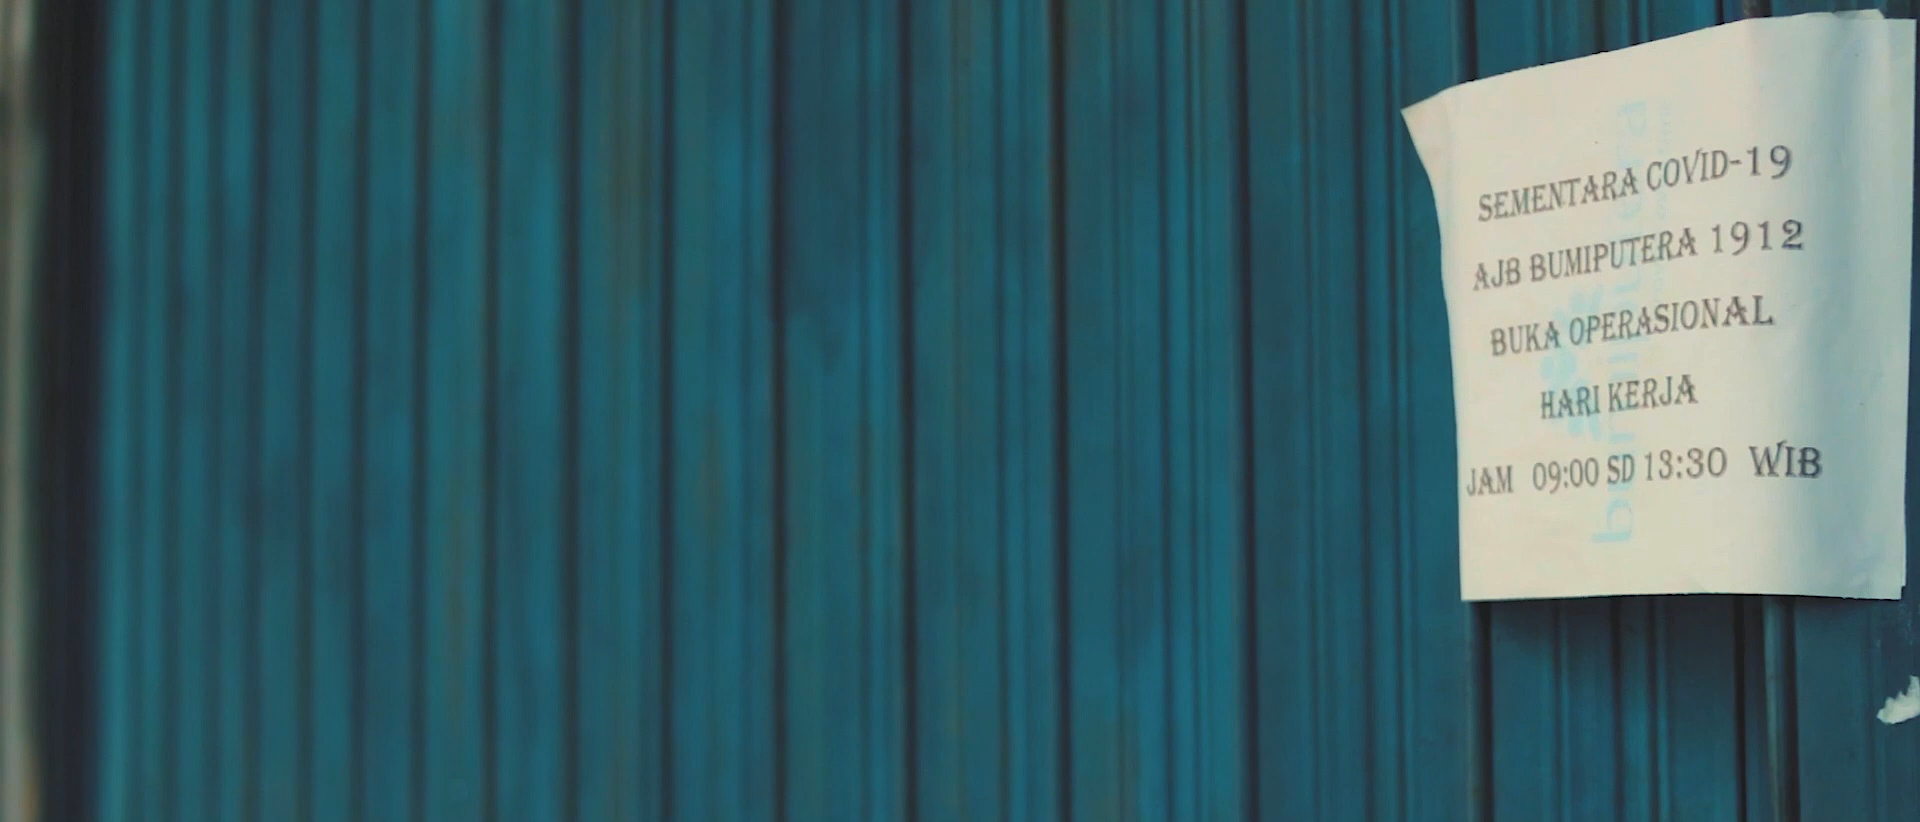 SEMENTARA COVID-19
AJB BUMIPUTERA 1912
BUKA OPERASIONAL
HARI KERJA
JAM 09:00 SD 13:30 WIB